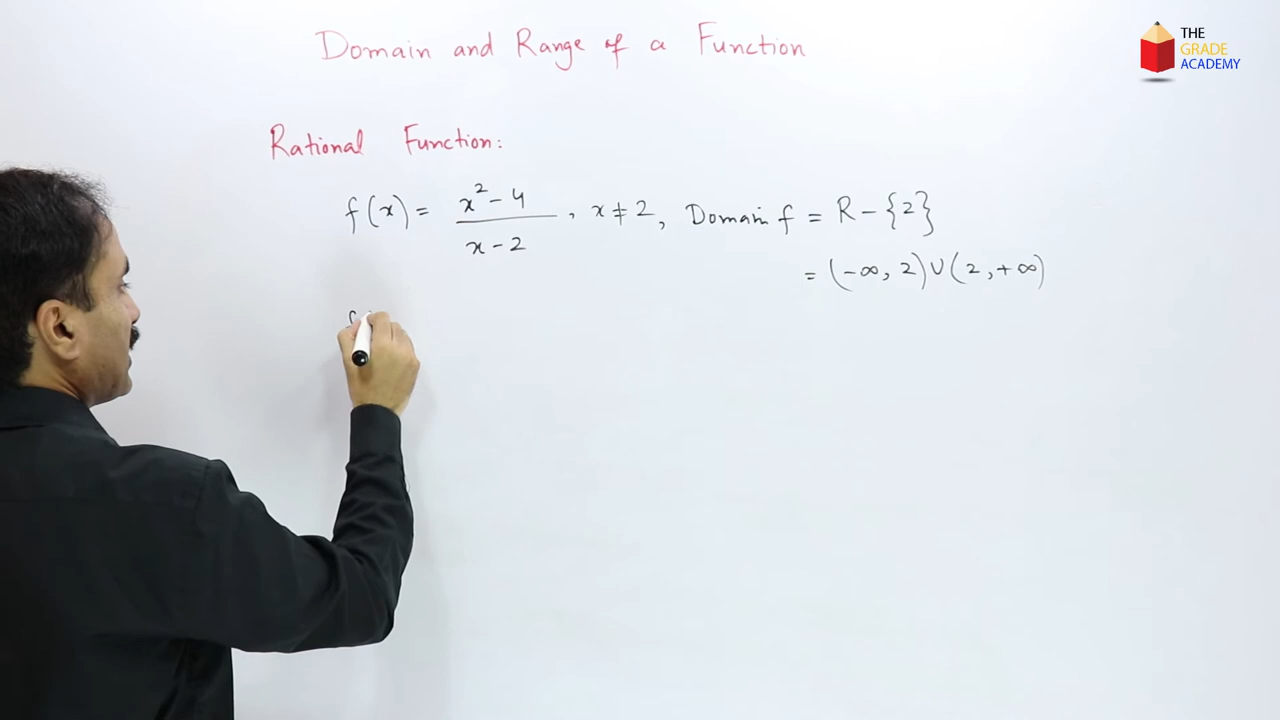 Domain and Range of a Function
THE
GRADE
ACADEMY
Rational Function:
f(x) = x² - 4 / x - 2 , x ≠ 2, Domain f = R - {2}
= (-∞, 2) ∪ (2, +∞)
f